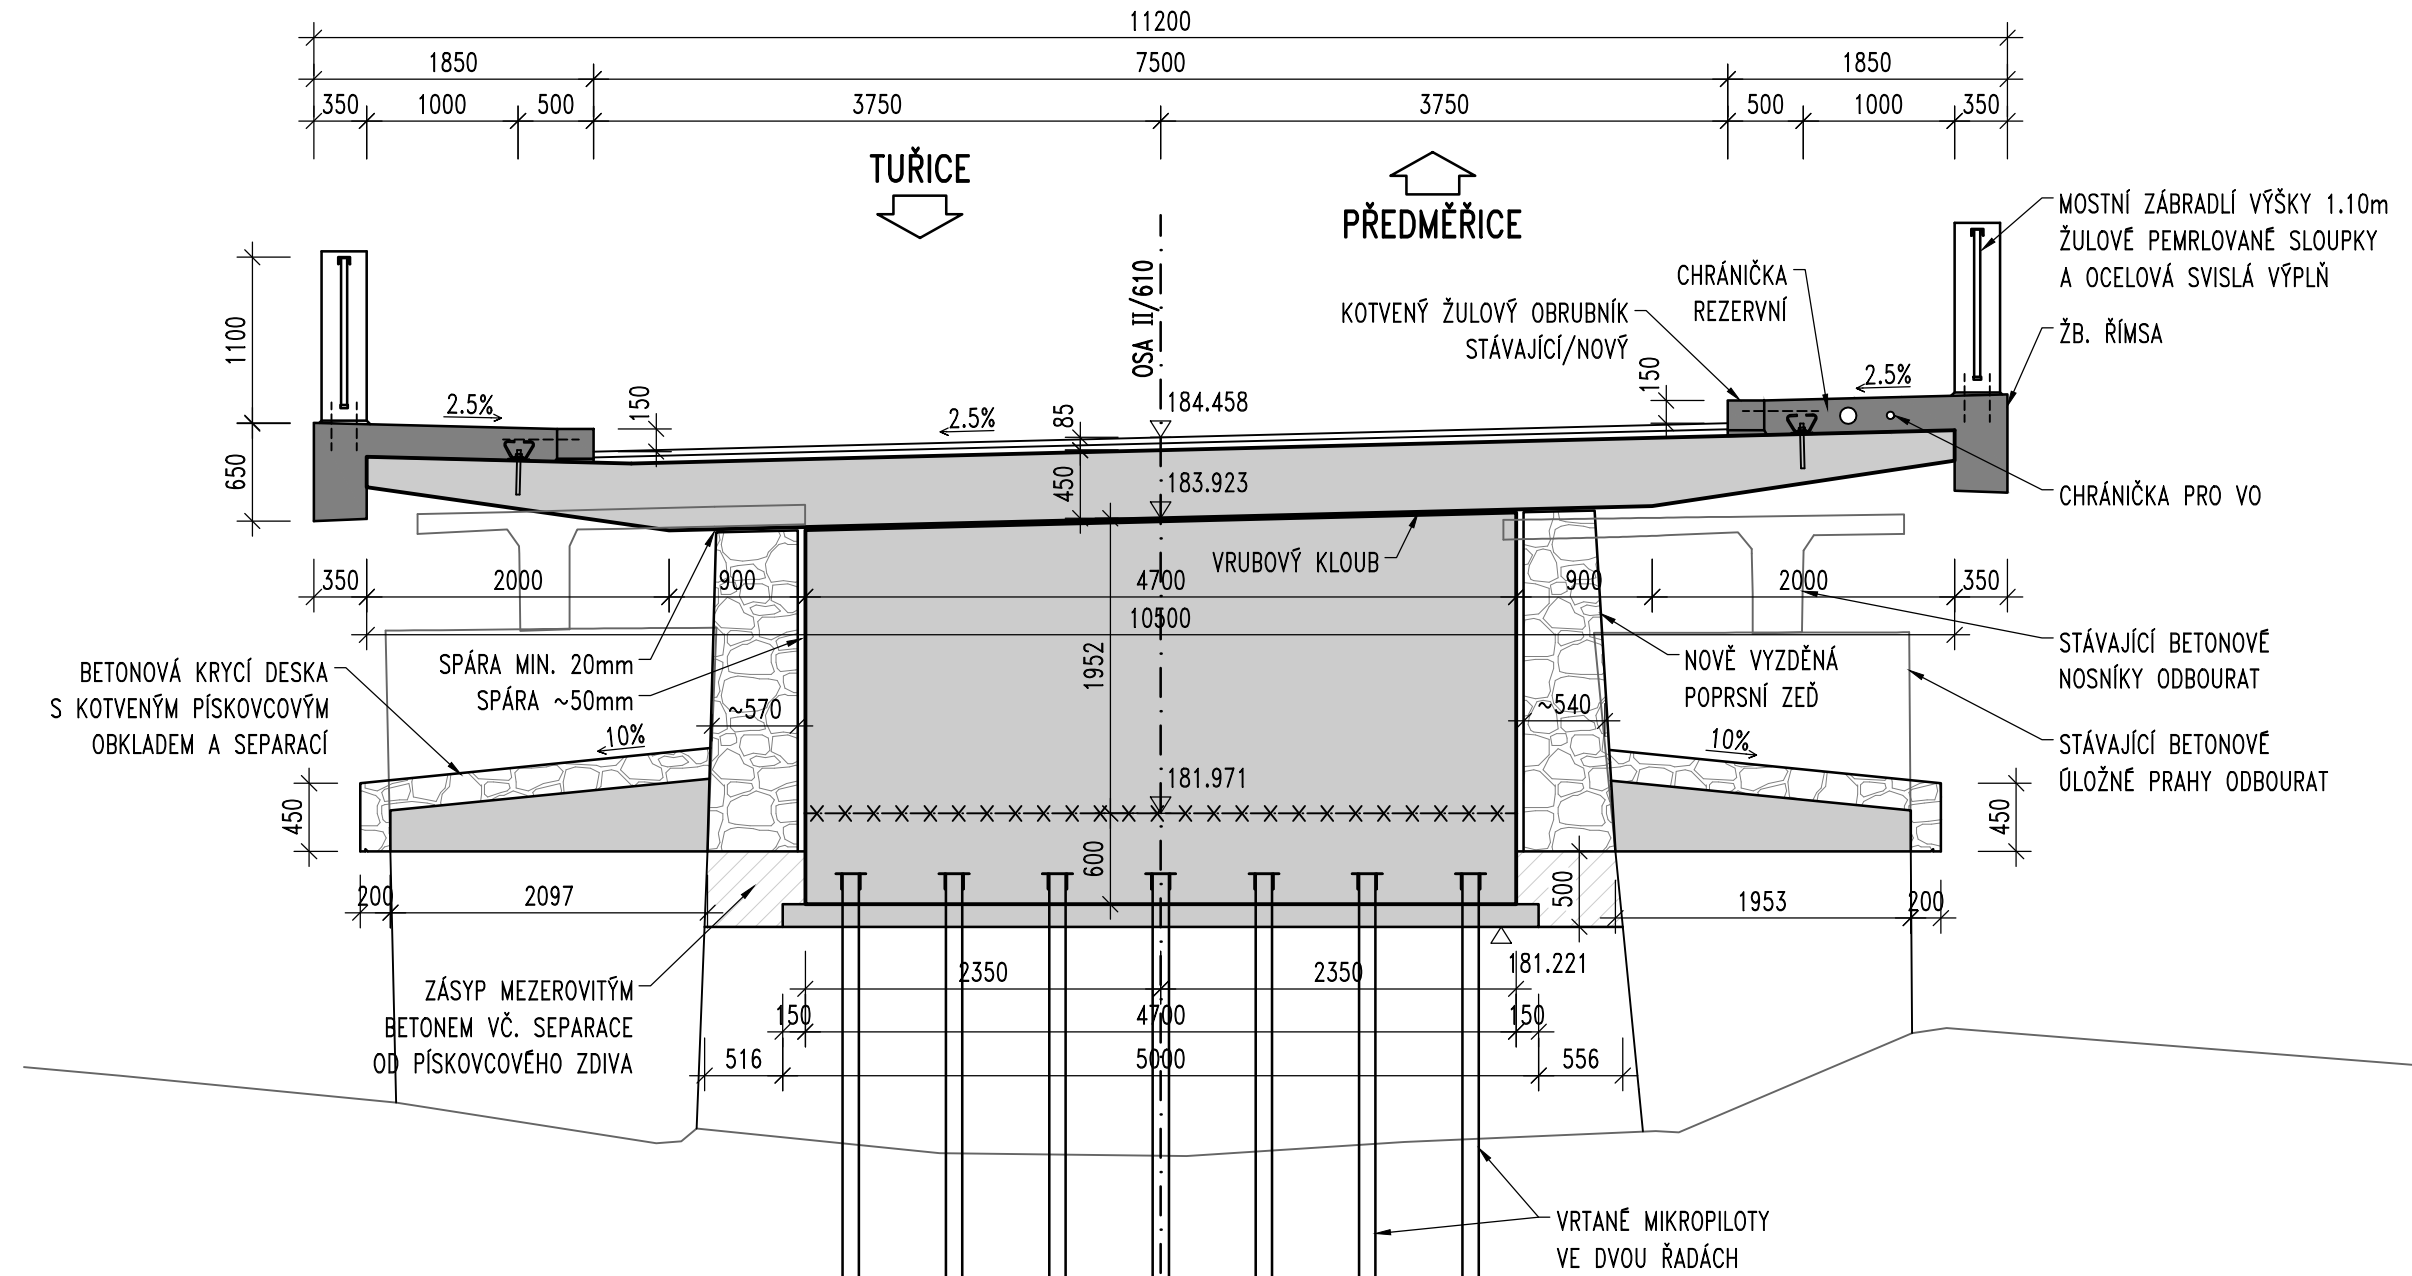 11200
1850 7500 1850
350 1000 500 3750 3750 500 1000 350
TUŘICE
PŘEDMĚŘICE
OSA II/610
MOSTNÍ ZÁBRADLÍ VÝŠKY 1.10m
ŽULOVÉ PEMRLOVANÉ SLOUPKY
A OCELOVÁ SVISLÁ VÝPLŇ
CHRÁNIČKA
REZERVNÍ
KOTVENÝ ŽULOVÝ OBRUBNÍK
STÁVAJÍCÍ/NOVÝ
ŽB. ŘÍMSA
1100
650
2.5%
150
2.5%
85
184.458
150
2.5%
450
183.923
CHRÁNIČKA PRO VO
VRUBOVÝ KLOUB
350 2000 900 4700 900 2000 350
10500
BETONOVÁ KRYCÍ DESKA
S KOTVENÝM PÍSKOVCOVÝM
OBKLADEM A SEPARACÍ
SPÁRA MIN. 20mm
SPÁRA ~50mm
1952
NOVĚ VYZDĚNÁ
POPRSNÍ ZEĎ
STÁVAJÍCÍ BETONOVÉ
NOSNÍKY ODBOURAT
STÁVAJÍCÍ BETONOVÉ
ÚLOŽNÉ PRAHY ODBOURAT
~570 ~540
10% 10%
181.971
450 450
600
500
200 2097 1953 200
181.221
2350 2350
150 4700 150
516 5000 556
ZÁSYP MEZEROVITÝM
BETONEM VČ. SEPARACE
OD PÍSKOVCOVÉHO ZDIVA
VRTANÉ MIKROPILOTY
VE DVOU ŘADÁCH